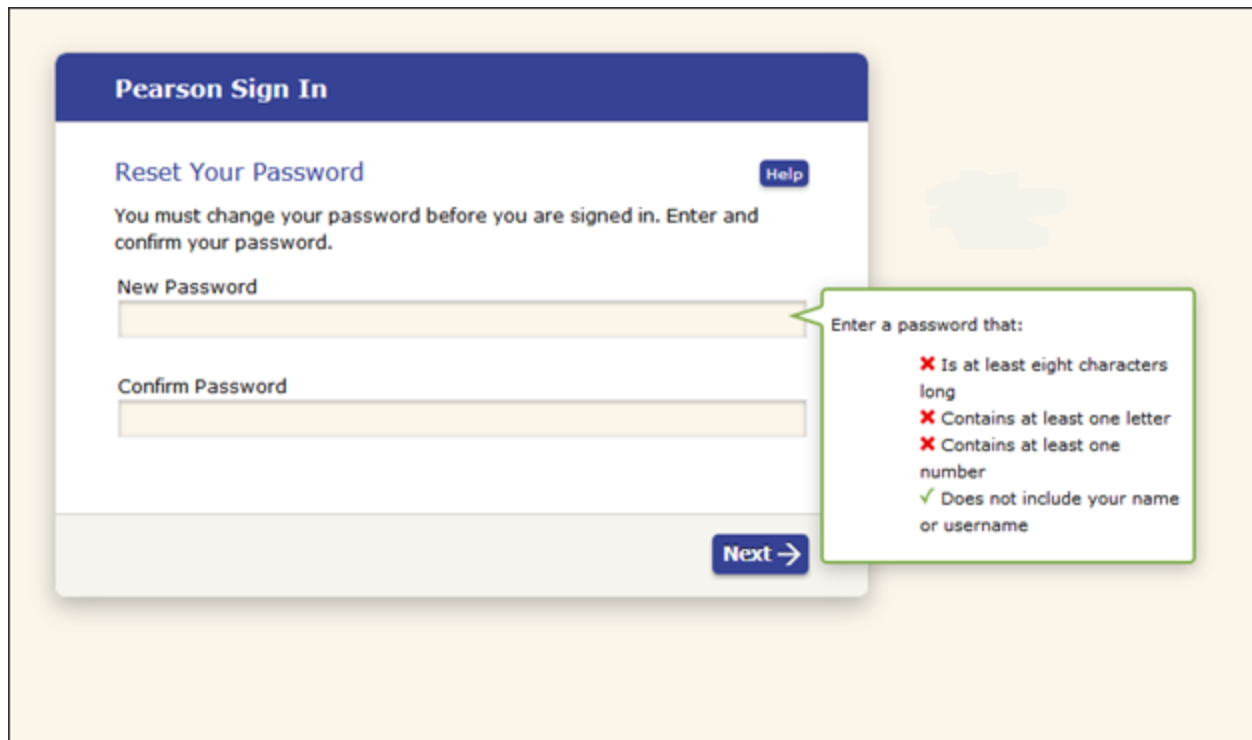 Pearson Sign In
Reset Your Password
Help
You must change your password before you are signed in. Enter and
confirm your password.
New Password
Confirm Password
Next →
Enter a password that:
✗ Is at least eight characters
long
✗ Contains at least one letter
✗ Contains at least one
number
✓ Does not include your name
or username